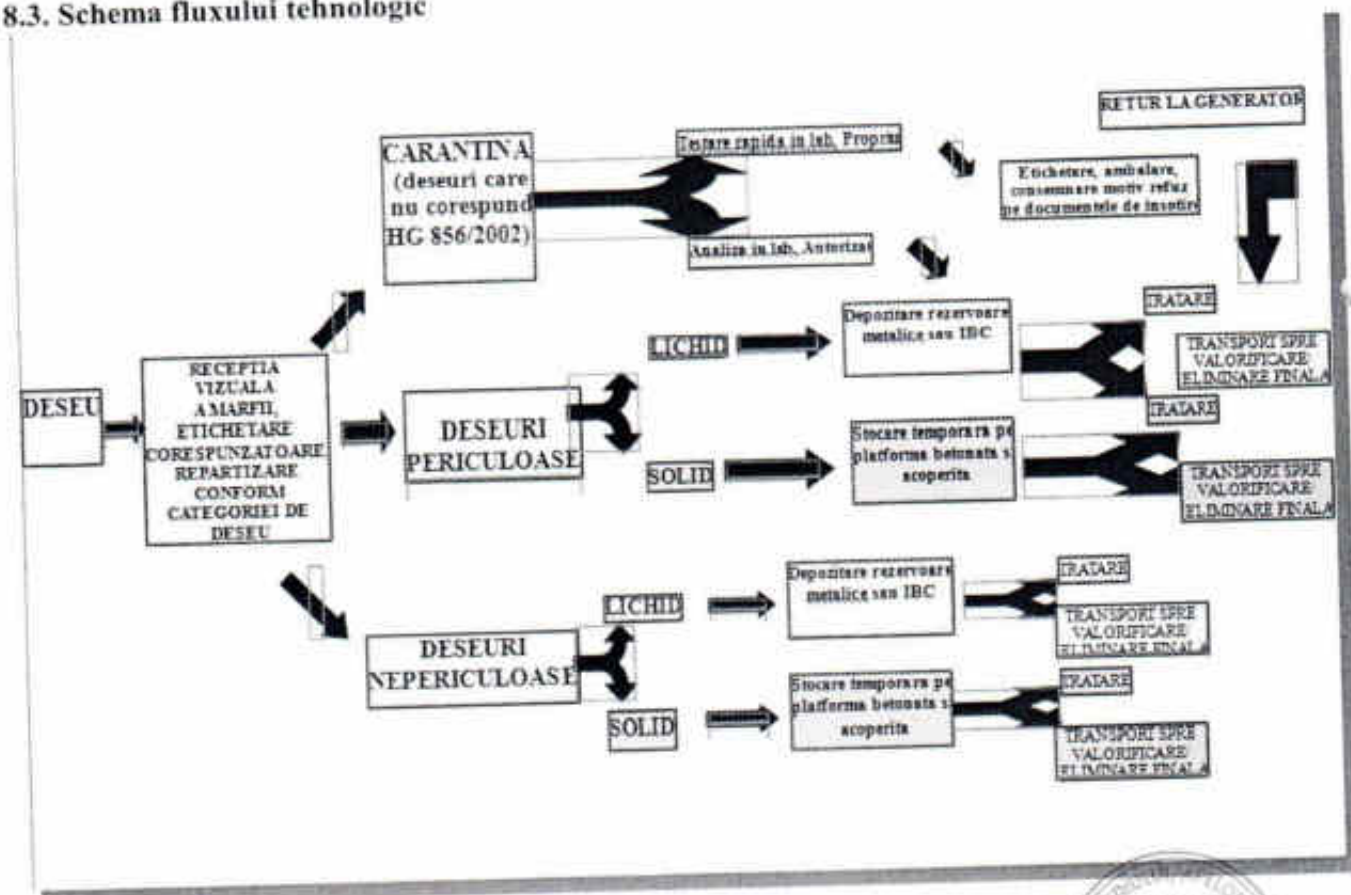 8.3. Schema fluxului tehnologic
RETUR LA GENERATOR
CARANTINA
(deseuri care
nu corespund
HG 856/2002)
Testare rapida in lab, Propriu
Analiza in lab, Autorizat
Etichetare, ambalare,
consemnare motiv refuz
pe documentele de insotire
DESEU
RECEPTIA
VIZUALA
A MARFII,
ETICHETARE
CORESPUNZATOARE
REPARTIZARE
CONFORM
CATEGORIEI DE
DESEU
DESEURI
PERICULOASE
LICHID
Depozitare rezervoare
metalice sau IBC
TRATARE
TRANSPORT SPRE
VALORIFICARE/
ELIMINARE FINALA
SOLID
Stocare temporara pe
platforma betonata s
acoperita
TRATARE
TRANSPORT SPRE
VALORIFICARE/
ELIMINARE FINALA
DESEURI
NEPERICULOASE
LICHID
Depozitare rezervoare
metalice sau IBC
TRATARE
TRANSPORT SPRE
VALORIFICARE/
ELIMINARE FINALA
SOLID
Stocare temporara pe
platforma betonata s
acoperita
TRATARE
TRANSPORT SPRE
VALORIFICARE/
ELIMINARE FINALA